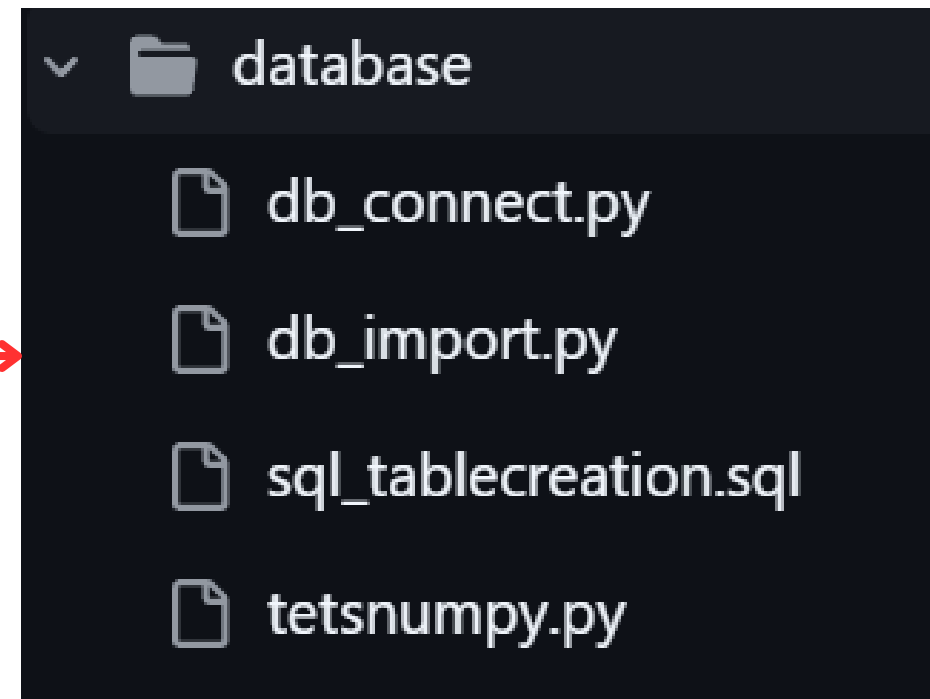 database
db_connect.py
db_import.py
sql_tablecreation.sql
tetsnumpy.py